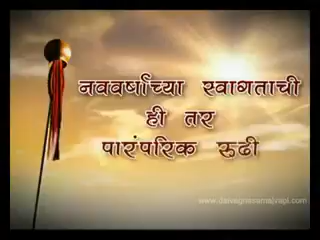 नववर्षाच्या स्वागताची
ही तर
पारंपरिक रुढी